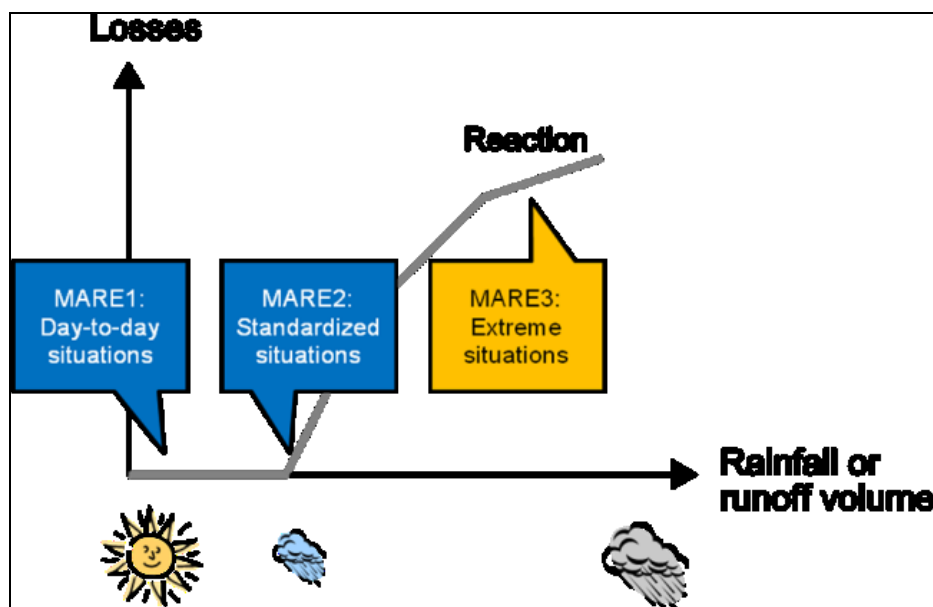 Losses
Reaction
MARE1:
Day-to-day
situations
MARE2:
Standardized
situations
MARE3:
Extreme
situations
Rainfall or
runoff volume